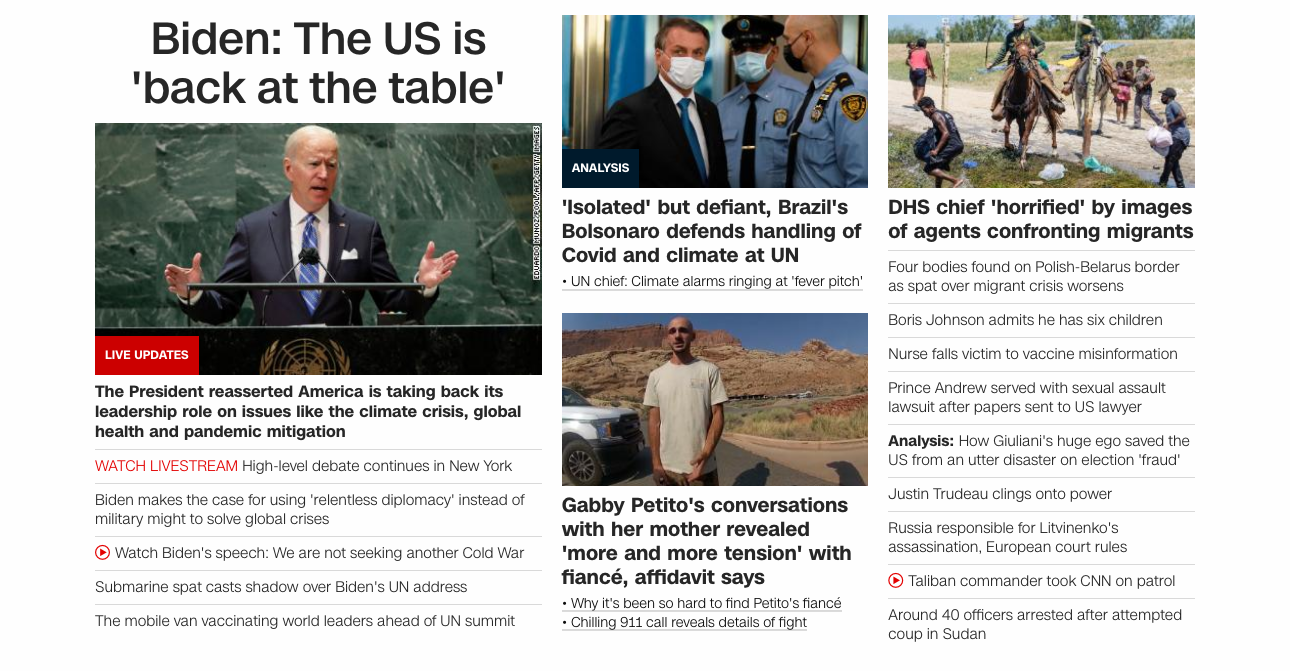 Biden: The US is
'back at the table'
EDUARDO MUNOZ/POOL/AFP/GETTY IMAGES
LIVE UPDATES
The President reasserted America is taking back its
leadership role on issues like the climate crisis, global
health and pandemic mitigation
WATCH LIVESTREAM High-level debate continues in New York
Biden makes the case for using 'relentless diplomacy' instead of
military might to solve global crises
Watch Biden's speech: We are not seeking another Cold War
Submarine spat casts shadow over Biden's UN address
The mobile van vaccinating world leaders ahead of UN summit
ANALYSIS
'Isolated' but defiant, Brazil's
Bolsonaro defends handling of
Covid and climate at UN
• UN chief: Climate alarms ringing at 'fever pitch'
Gabby Petito's conversations
with her mother revealed
'more and more tension' with
fiancé, affidavit says
• Why it's been so hard to find Petito's fiancé
• Chilling 911 call reveals details of fight
DHS chief 'horrified' by images
of agents confronting migrants
Four bodies found on Polish-Belarus border
as spat over migrant crisis worsens
Boris Johnson admits he has six children
Nurse falls victim to vaccine misinformation
Prince Andrew served with sexual assault
lawsuit after papers sent to US lawyer
Analysis: How Giuliani's huge ego saved the
US from an utter disaster on election 'fraud'
Justin Trudeau clings onto power
Russia responsible for Litvinenko's
assassination, European court rules
Taliban commander took CNN on patrol
Around 40 officers arrested after attempted
coup in Sudan